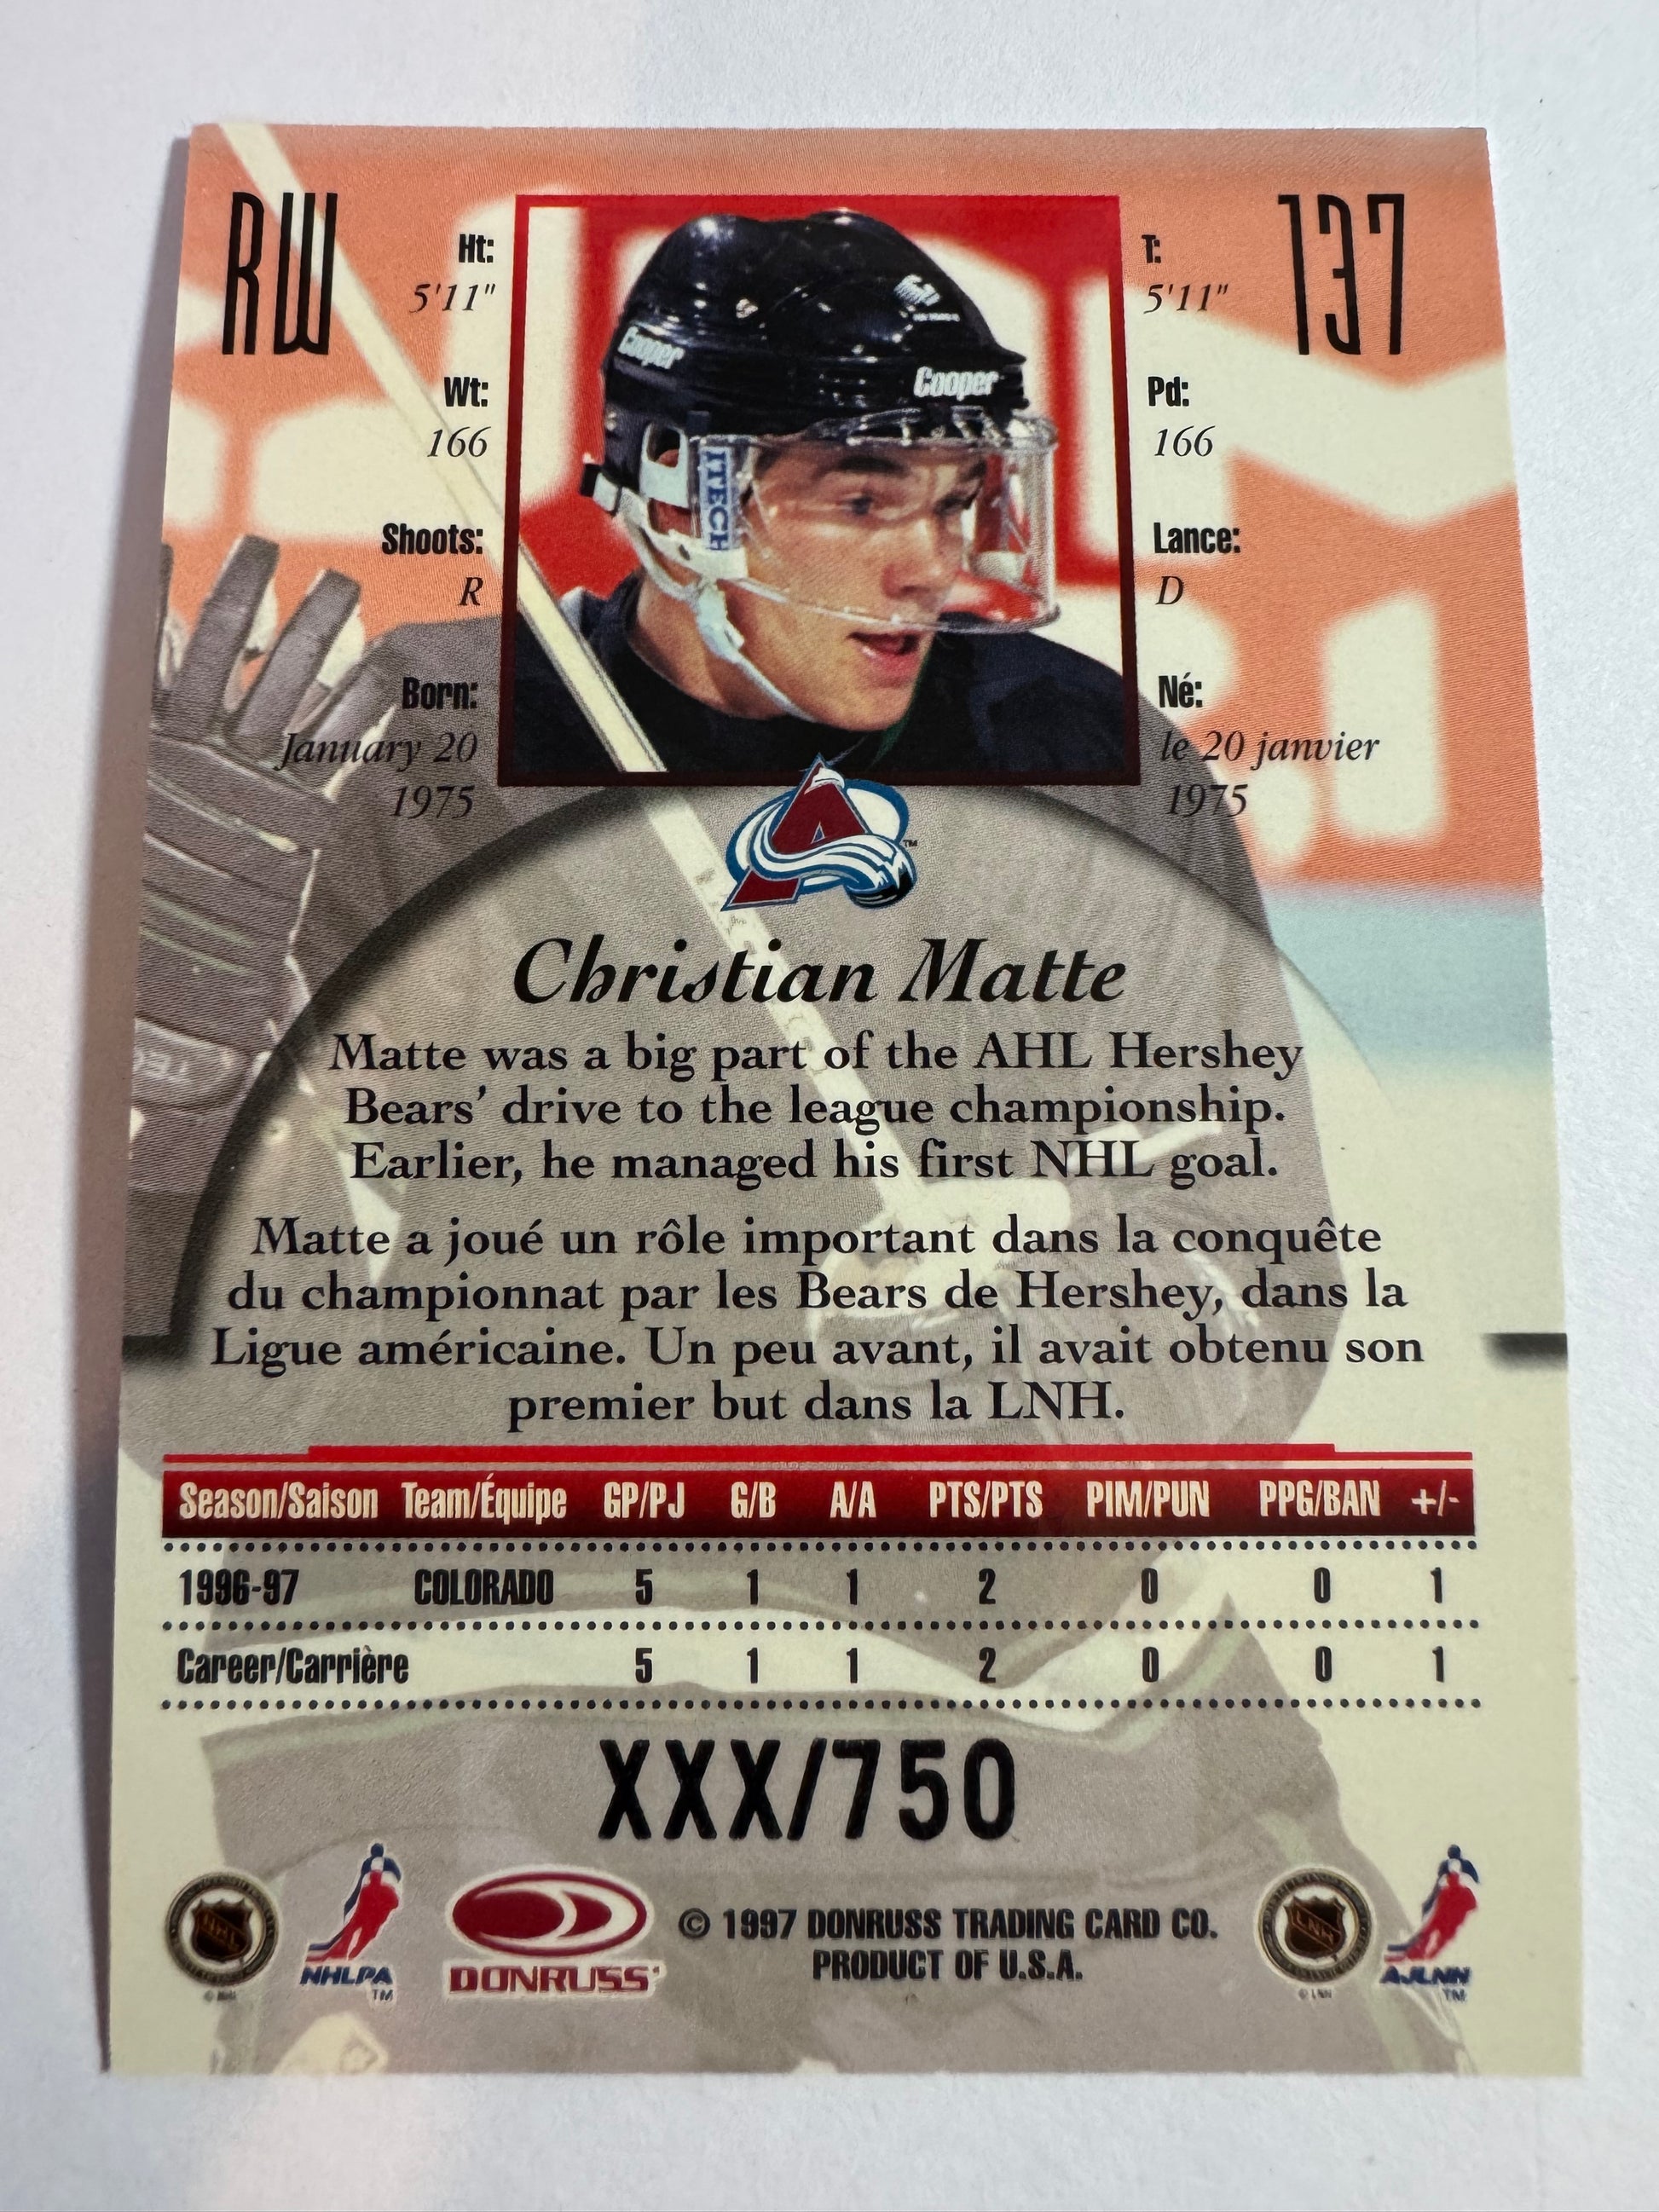 RW
137
Ht:
5'11"
Wt:
166
Shoots:
R
Born:
January 20
1975
T:
5'11"
Pd:
166
Lance:
D
Né:
le 20 janvier
1975
Cooper
Cooper
ITECH
A
TM
Christian Matte
Matte was a big part of the AHL Hershey
Bears’ drive to the league championship.
Earlier, he managed his first NHL goal.
Matte a joué un rôle important dans la conquête
du championnat par les Bears de Hershey, dans la
Ligue américaine. Un peu avant, il avait obtenu son
premier but dans la LNH.
Season/Saison Team/Équipe GP/PJ G/B A/A PTS/PTS PIM/PUN PPG/BAN +/-
1996-97 COLORADO 5 1 1 2 0 0 1
Career/Carrière 5 1 1 2 0 0 1
XXX/750
NHL
NHLPA
TM
DONRUSS
© 1997 DONRUSS TRADING CARD CO.
PRODUCT OF U.S.A.
LNH
© LNH
AJLNH
TM